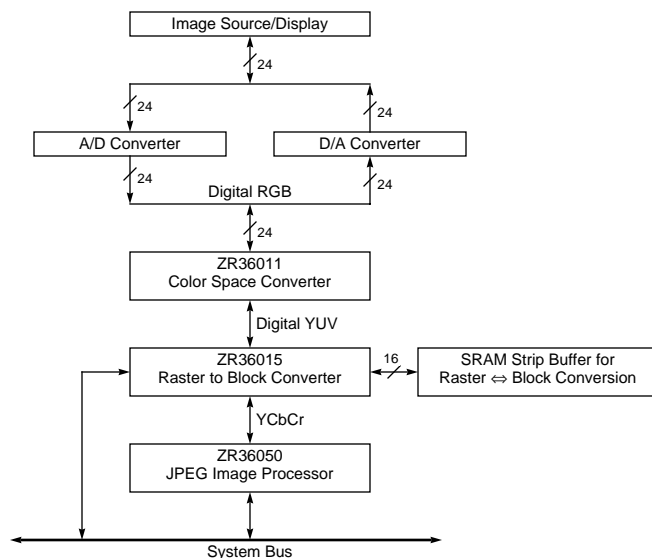 Image Source/Display
24
24
24
A/D Converter
D/A Converter
24
24
Digital RGB
24
ZR36011
Color Space Converter
Digital YUV
ZR36015
Raster to Block Converter
16
SRAM Strip Buffer for
Raster ⇔ Block Conversion
YCbCr
ZR36050
JPEG Image Processor
System Bus